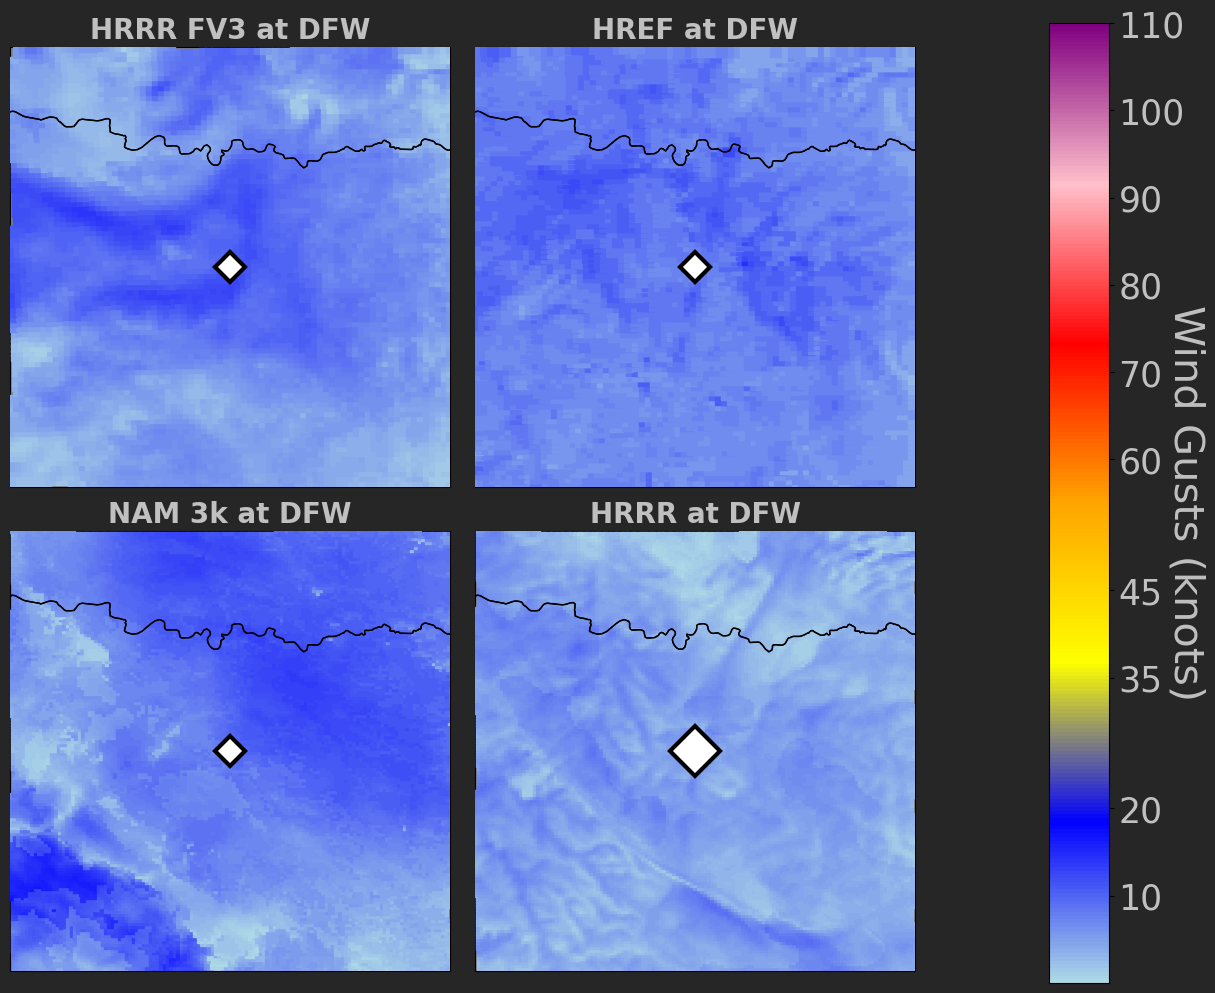 HRRR FV3 at DFW
HREF at DFW
NAM 3k at DFW
HRRR at DFW
110
100
90
80
70
60
45
35
20
10
Wind Gusts (knots)